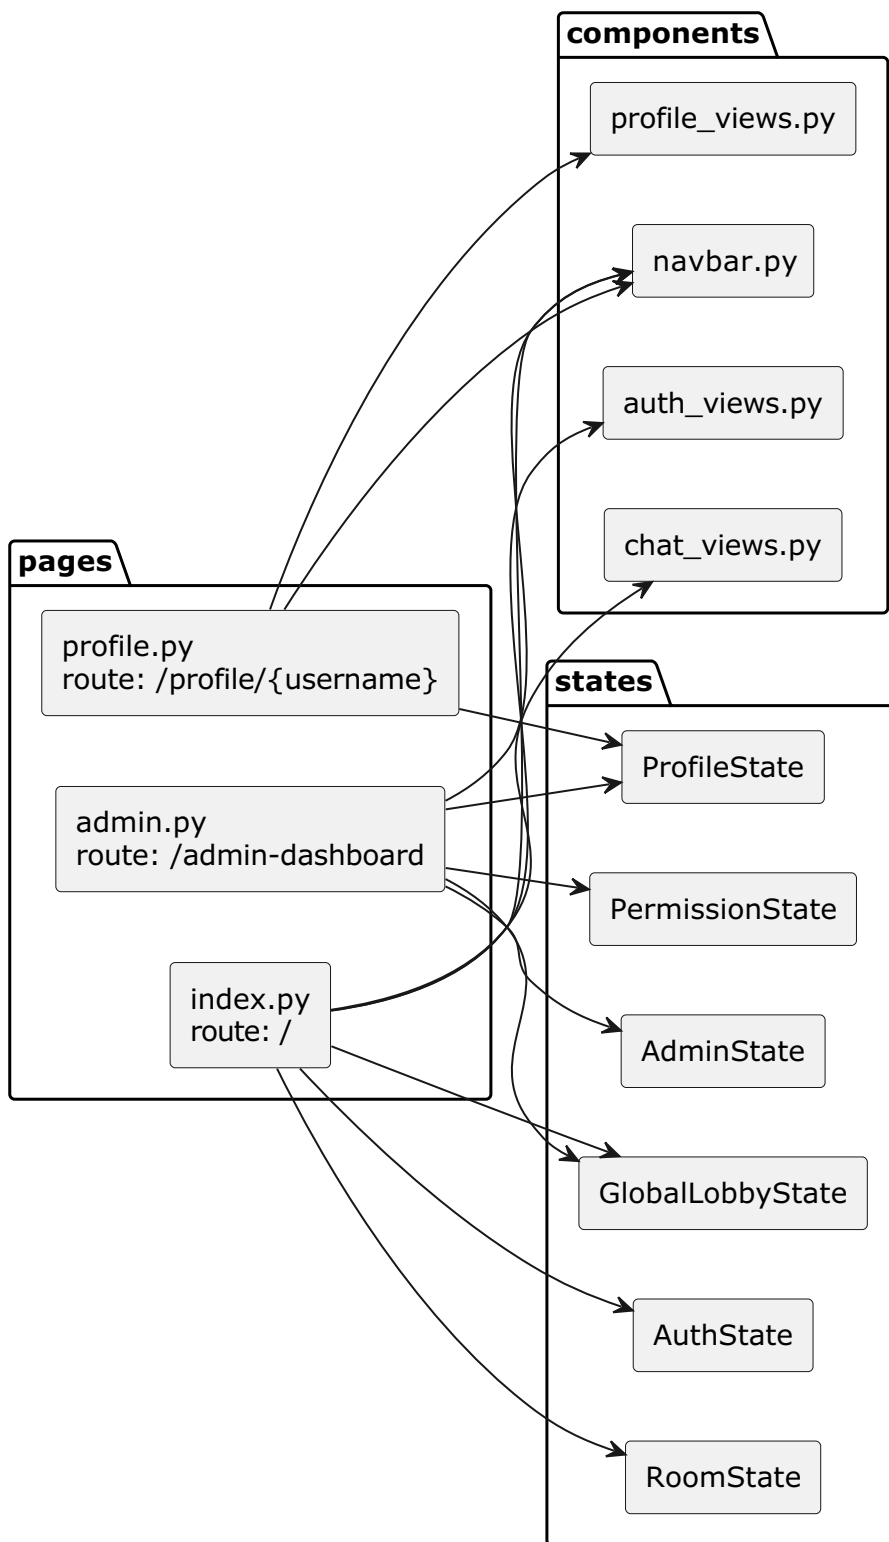 components
profile_views.py
navbar.py
auth_views.py
chat_views.py
pages
profile.py
route: /profile/{username}
admin.py
route: /admin-dashboard
index.py
route: /
states
ProfileState
PermissionState
AdminState
GlobalLobbyState
AuthState
RoomState